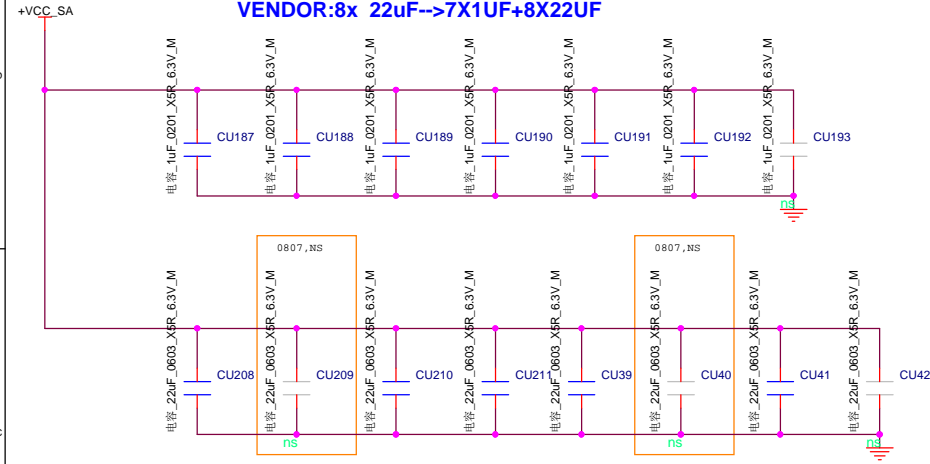 +VCC_SA
VENDOR:8x 22uF-->7X1UF+8X22UF
电容_1uF_0201_X5R_6.3V_M
CU187
电容_1uF_0201_X5R_6.3V_M
CU188
电容_1uF_0201_X5R_6.3V_M
CU189
电容_1uF_0201_X5R_6.3V_M
CU190
电容_1uF_0201_X5R_6.3V_M
CU191
电容_1uF_0201_X5R_6.3V_M
CU192
电容_1uF_0201_X5R_6.3V_M
CU193
ns
0807,NS
0807,NS
电容_22uF_0603_X5R_6.3V_M
CU208
电容_22uF_0603_X5R_6.3V_M
CU209
ns
电容_22uF_0603_X5R_6.3V_M
CU210
电容_22uF_0603_X5R_6.3V_M
CU211
电容_22uF_0603_X5R_6.3V_M
CU39
电容_22uF_0603_X5R_6.3V_M
CU40
ns
电容_22uF_0603_X5R_6.3V_M
CU41
电容_22uF_0603_X5R_6.3V_M
CU42
ns